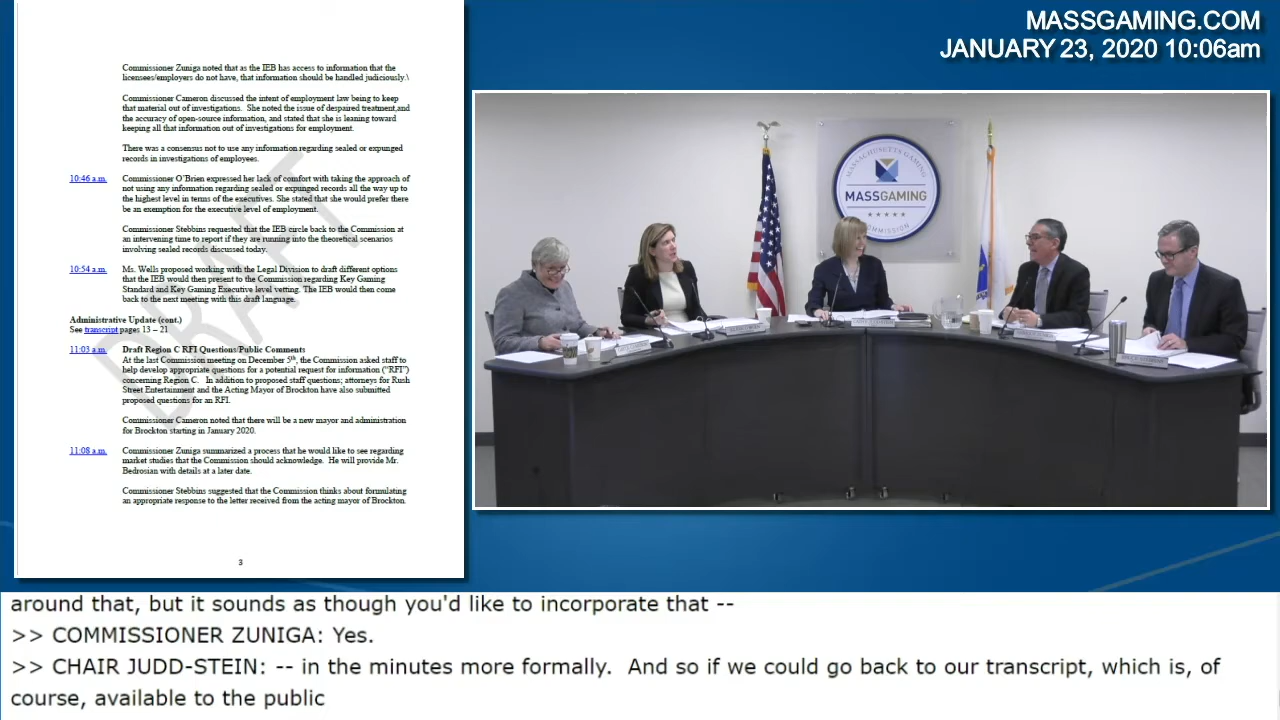 MASSGAMING.COM
JANUARY 23, 2020 10:06am
Commissioner Zuniga noted that as the IEB has access to information that the
licensees/employers do not have, that information should be handled judiciously.\
Commissioner Cameron discussed the intent of employment law being to keep
that material out of investigations.  She noted the issue of despaired treatment,and
the accuracy of open-source information, and stated that she is leaning toward
keeping all that information out of investigations for employment.
There was a consensus not to use any information regarding sealed or expunged
records in investigations of employees.
10:46 a.m. Commissioner O'Brien expressed her lack of comfort with taking the approach of
not using any information regarding sealed or expunged records all the way up to
the highest level in terms of the executives. She stated that she would prefer there
be an exemption for the executive level of employment.
Commissioner Stebbins requested that the IEB circle back to the Commission at
an intervening time to report if they are running into the theoretical scenarios
involving sealed records discussed today.
10:54 a.m. Ms. Wells proposed working with the Legal Division to draft different options
that the IEB would then present to the Commission regarding Key Gaming
Standard and Key Gaming Executive level vetting. The IEB would then come
back to the next meeting with this draft language.
Administrative Update (cont.)
See transcript pages 13 – 21
11:03 a.m. Draft Region C RFI Questions/Public Comments
At the last Commission meeting on December 5th, the Commission asked staff to
help develop appropriate questions for a potential request for information ("RFI")
concerning Region C.   In addition to proposed staff questions; attorneys for Rush
Street Entertainment and the Acting Mayor of Brockton have also submitted
proposed questions for an RFI.
Commissioner Cameron noted that there will be a new mayor and administration
for Brockton starting in January 2020.
11:08 a.m. Commissioner Zuniga summarized a process that he would like to see regarding
market studies that the Commission should acknowledge.  He will provide Mr.
Bedrosian with details at a later date.
Commissioner Stebbins suggested that the Commission thinks about formulating
an appropriate response to the letter received from the acting mayor of Brockton.
3
DRAFT
MASSACHUSETTS GAMING
MASSGAMING
COMMISSION
around that, but it sounds as though you'd like to incorporate that --
>> COMMISSIONER ZUNIGA: Yes.
>> CHAIR JUDD-STEIN: -- in the minutes more formally.  And so if we could go back to our transcript, which is, of
course, available to the public